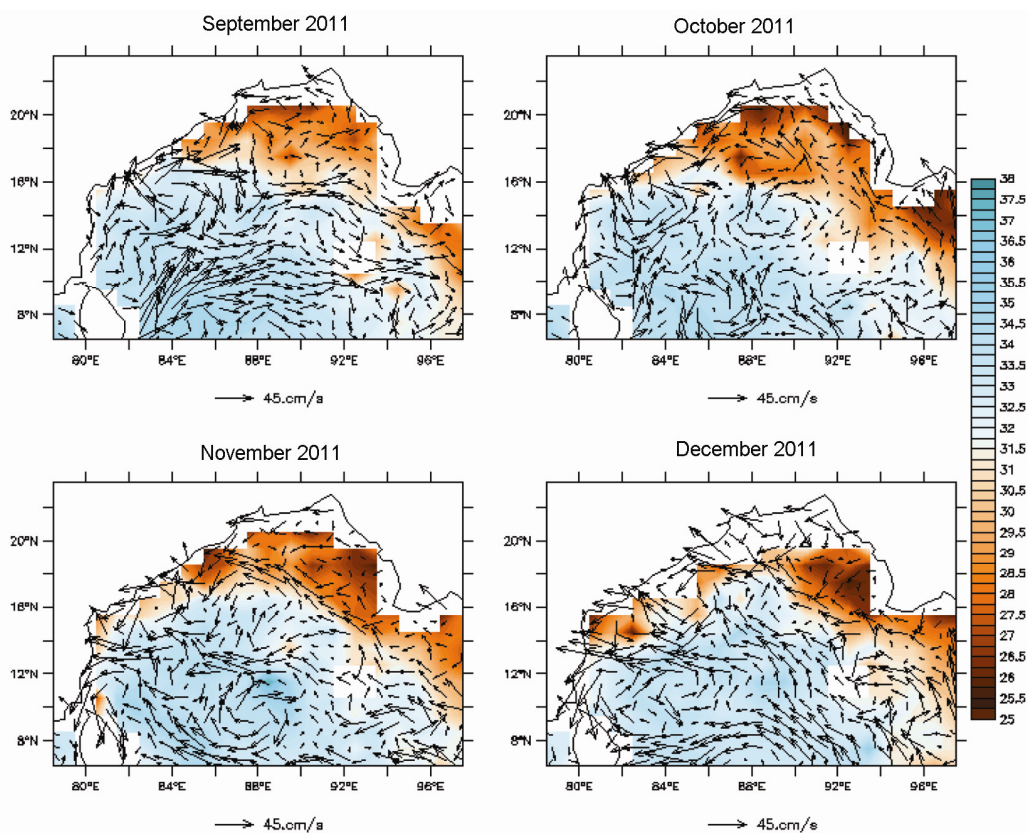 September 2011
20°N
16°N
12°N
8°N
80°E 84°E 88°E 92°E 96°E
45.cm/s
October 2011
20°N
16°N
12°N
8°N
80°E 84°E 88°E 92°E 96°E
45.cm/s
November 2011
20°N
16°N
12°N
8°N
80°E 84°E 88°E 92°E 96°E
45.cm/s
December 2011
20°N
16°N
12°N
8°N
80°E 84°E 88°E 92°E 96°E
45.cm/s
38
37.5
37
36.5
36
35.5
35
34.5
34
33.5
33
32.5
32
31.5
31
30.5
30
29.5
29
28.5
28
27.5
27
26.5
26
25.5
25